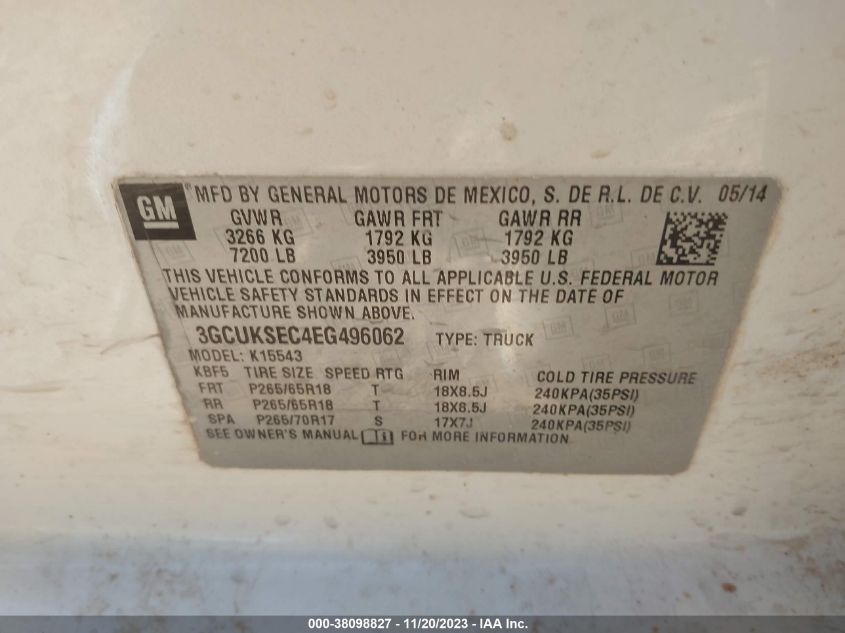 GM ® MFD BY GENERAL MOTORS DE MEXICO, S. DE R.L. DE C.V. 05/14
GVWR GAWR FRT GAWR RR
3266 KG 1792 KG 1792 KG
7200 LB 3950 LB 3950 LB
THIS VEHICLE CONFORMS TO ALL APPLICABLE U.S. FEDERAL MOTOR
VEHICLE SAFETY STANDARDS IN EFFECT ON THE DATE OF
MANUFACTURE SHOWN ABOVE.
3GCUKSEC4EG496062 TYPE: TRUCK
MODEL: K15543
KBF5 TIRE SIZE SPEED RTG RIM COLD TIRE PRESSURE
FRT P265/65R18 T 18X8.5J 240KPA(35PSI)
RR P265/65R18 T 18X8.5J 240KPA(35PSI)
SPA P265/70R17 S 17X7J 240KPA(35PSI)
SEE OWNER'S MANUAL FOR MORE INFORMATION
000-38098827 - 11/20/2023 - IAA Inc.